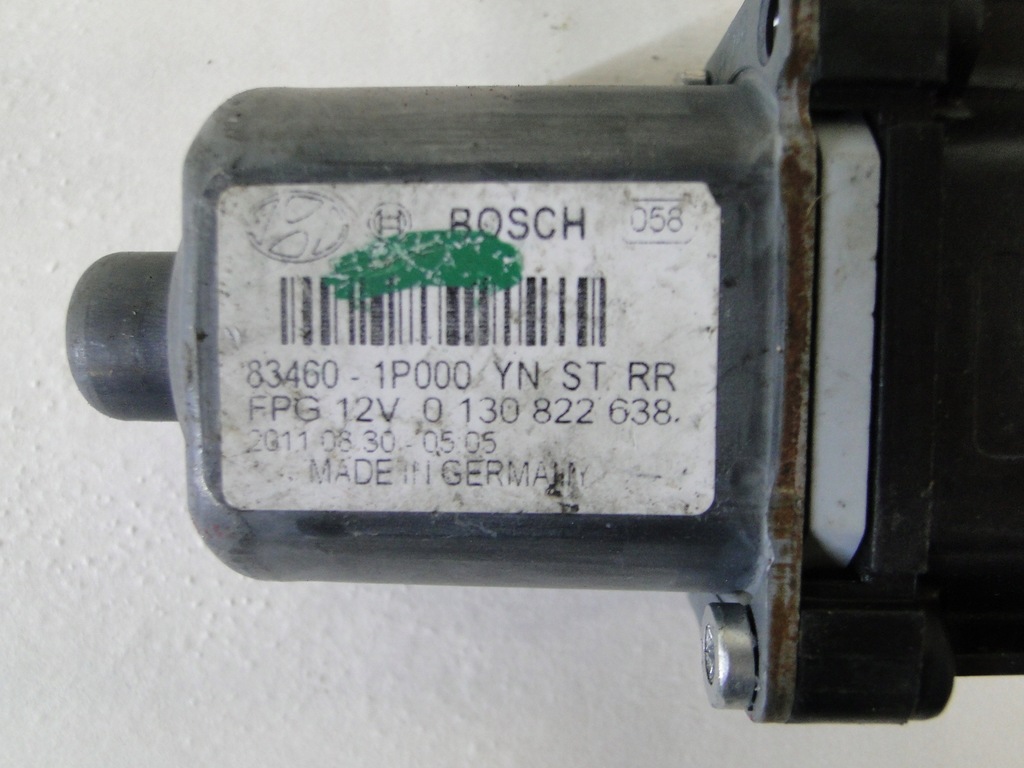 BOSCH 058
83460 - 1P000 YN ST RR
FPG 12V 0 130 822 638.
2011.08.30 - 05:05
MADE IN GERMANY